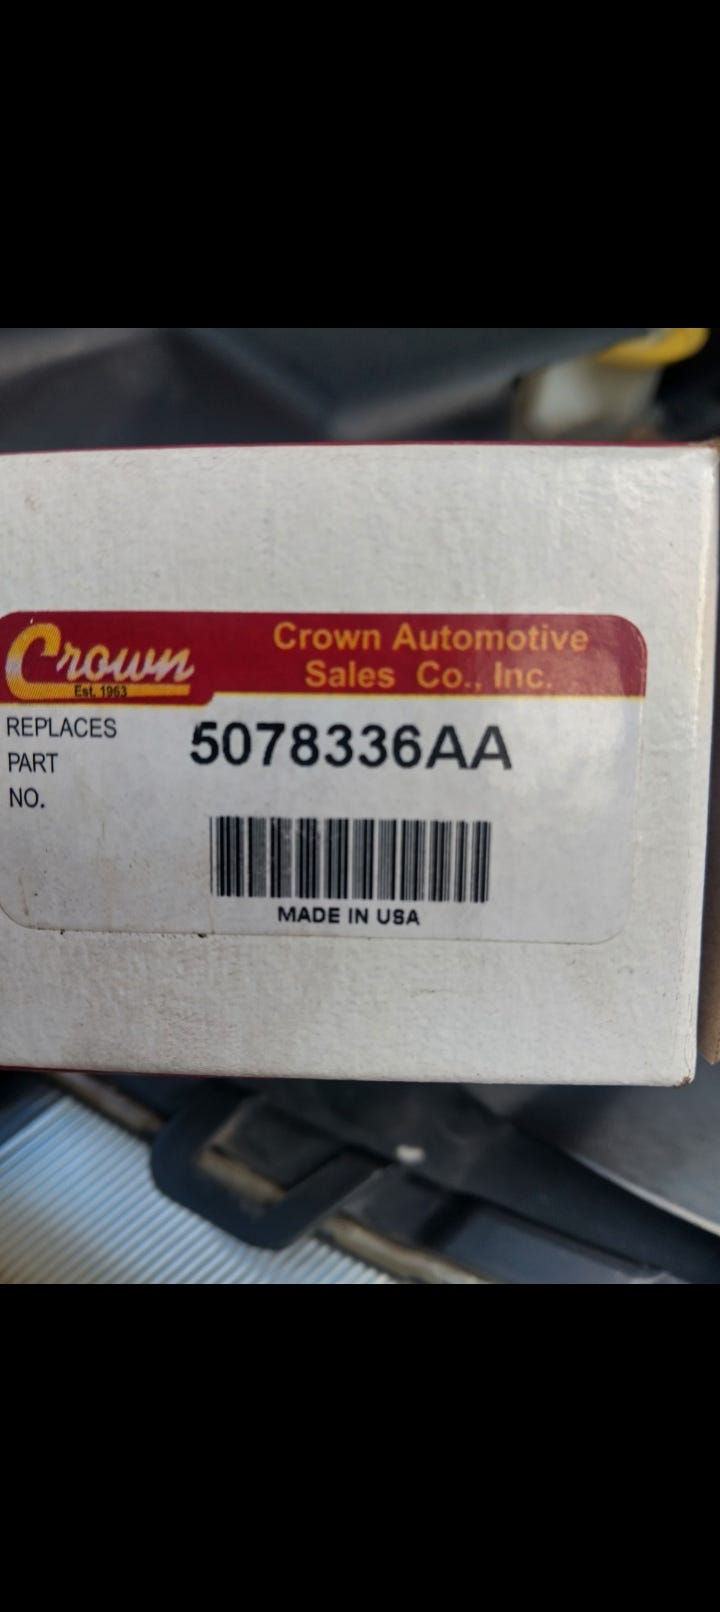 Crown
Est. 1963
Crown Automotive
Sales Co., Inc.
REPLACES
PART
NO.
5078336AA
MADE IN USA